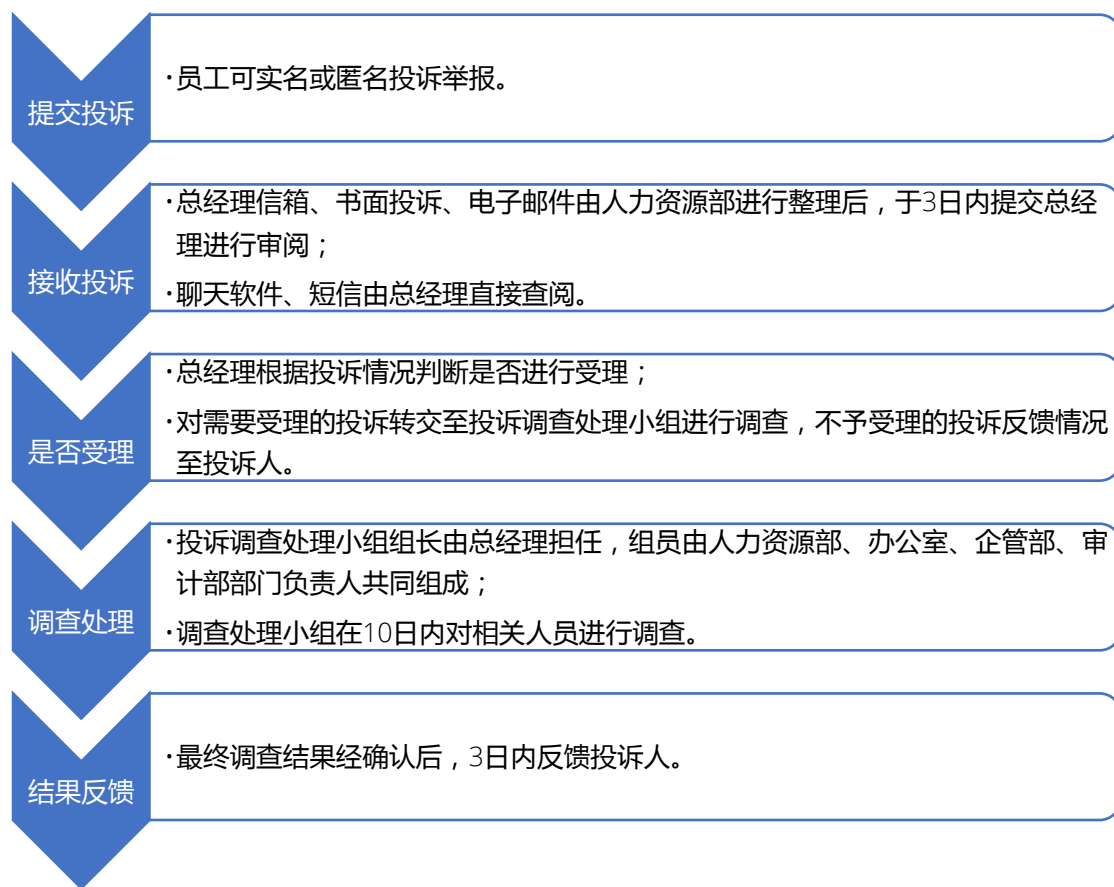 提交投诉
·员工可实名或匿名投诉举报。
接收投诉
·总经理信箱、书面投诉、电子邮件由人力资源部进行整理后，于3日内提交总经
理进行审阅；
·聊天软件、短信由总经理直接查阅。
是否受理
·总经理根据投诉情况判断是否进行受理；
·对需要受理的投诉转交至投诉调查处理小组进行调查，不予受理的投诉反馈情况
至投诉人。
调查处理
·投诉调查处理小组组长由总经理担任，组员由人力资源部、办公室、企管部、审
计部部门负责人共同组成；
·调查处理小组在10日内对相关人员进行调查。
结果反馈
·最终调查结果经确认后，3日内反馈投诉人。